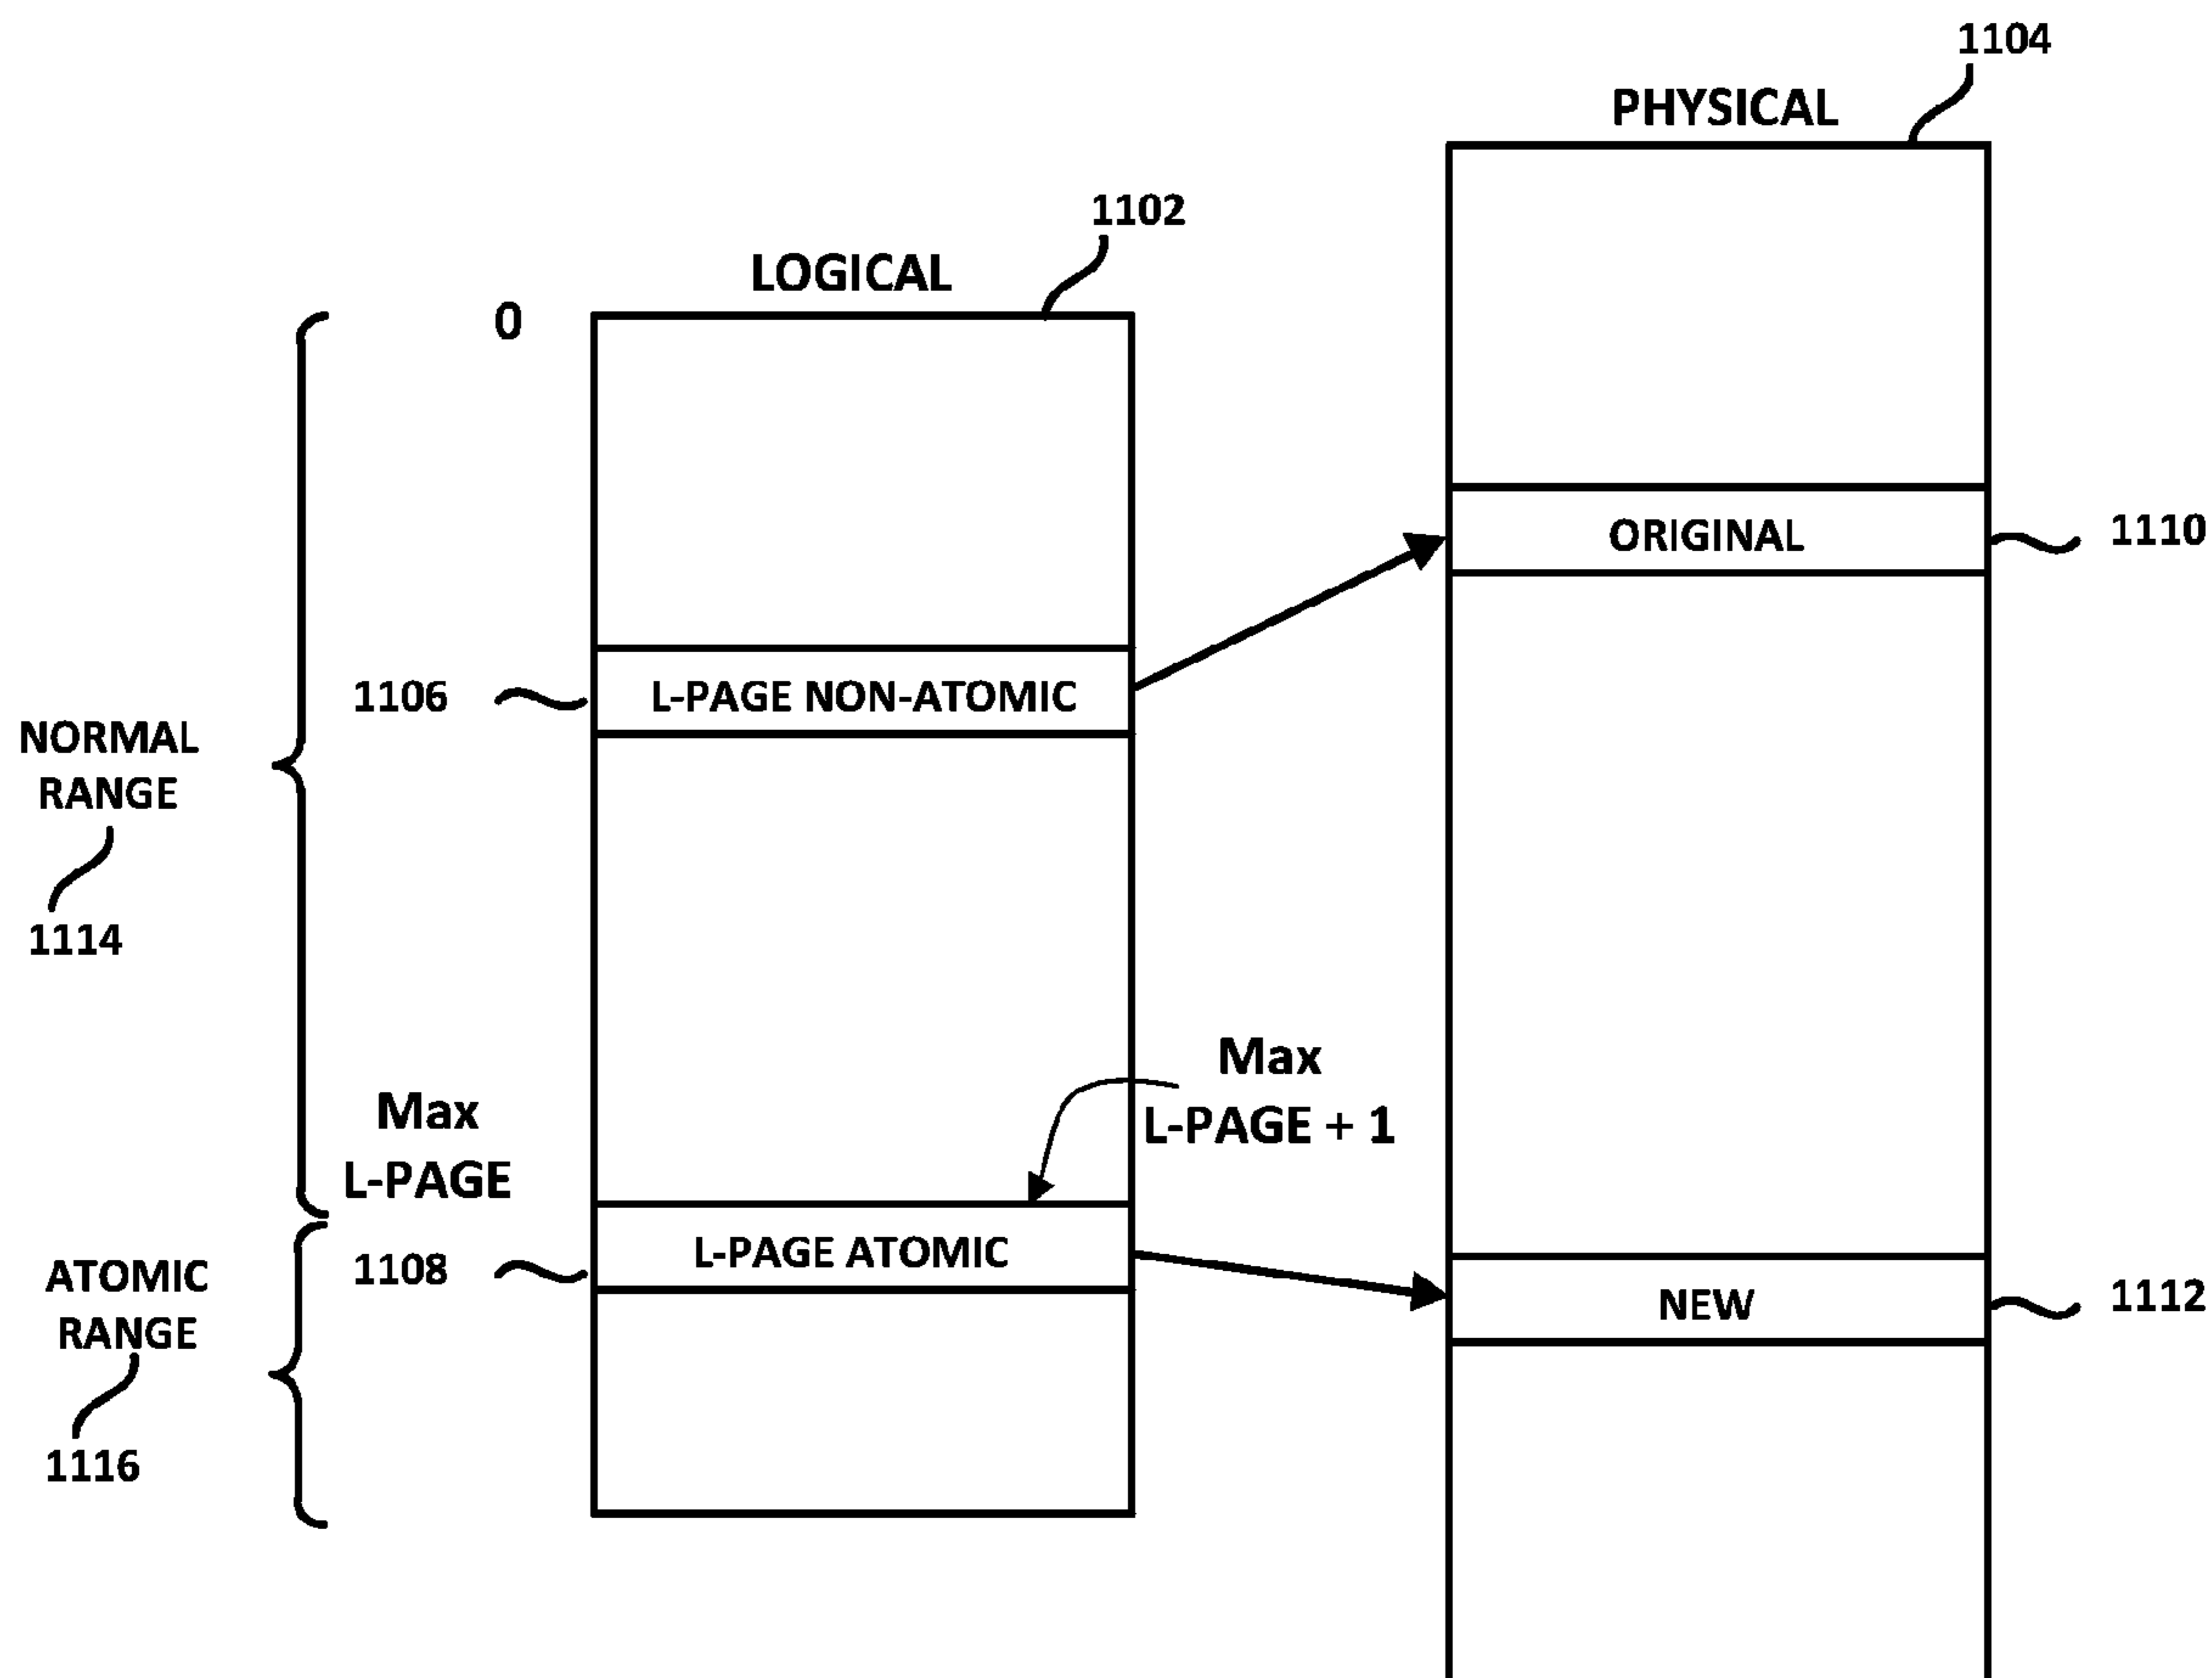 1104
PHYSICAL
1102
LOGICAL
0
ORIGINAL
1110
1106
L-PAGE NON-ATOMIC
NORMAL
RANGE
1114
Max
L-PAGE + 1
Max
L-PAGE
L-PAGE ATOMIC
1108
ATOMIC
RANGE
NEW
1112
1116